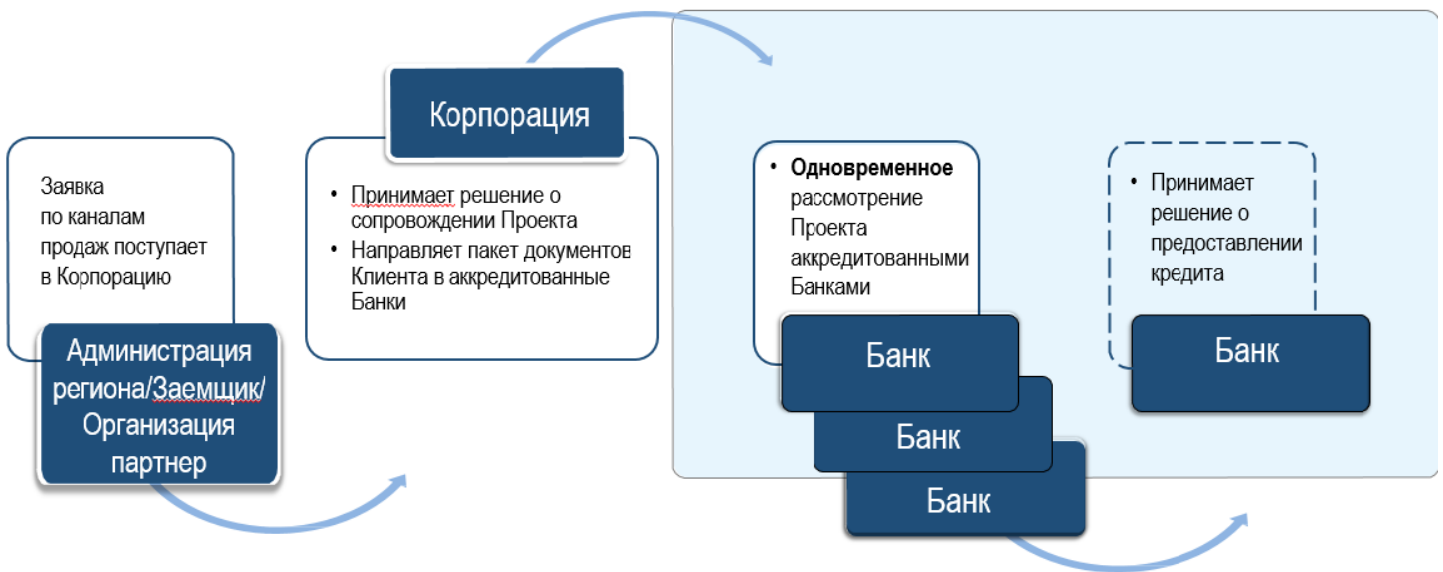 Заявка
по каналам
продаж поступает
в Корпорацию
Администрация
региона/Заемщик/
Организация
партнер
Корпорация
• Принимает решение о
сопровождении Проекта
• Направляет пакет документов
Клиента в аккредитованные
Банки
• Одновременное
рассмотрение
Проекта
аккредитованными
Банками
Банк
Банк
Банк
• Принимает
решение о
предоставлении
кредита
Банк